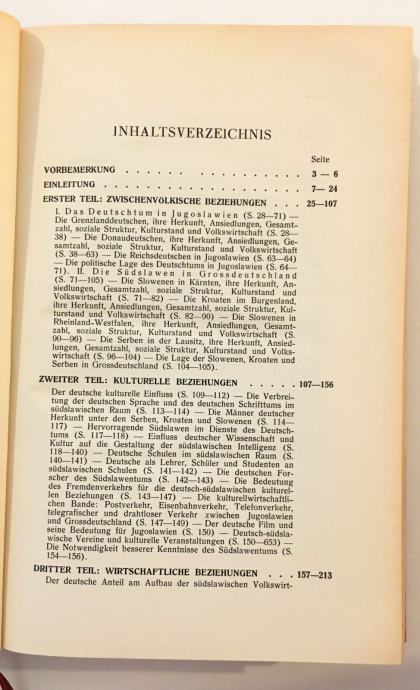 INHALTSVERZEICHNIS
Seite
VORBEMERKUNG . . . . . . . . . . . 3 — 6
EINLEITUNG . . . . . . . . . . . . 7— 24
ERSTER TEIL: ZWISCHENVÖLKISCHE BEZIEHUNGEN . . . 25—107
I. Das Deutschtum in Jugoslawien (S. 28—71) —
Die Grenzlanddeutschen, ihre Herkunft, Ansiedlungen, Gesamt-
zahl, soziale Struktur, Kulturstand und Volkswirtschaft (S. 28—
38) — Die Donaudeutschen, ihre Herkunft, Ansiedlungen, Ge-
samtzahl, soziale Struktur, Kulturstand und Volkswirtschaft
(S. 38—63) — Die Reichsdeutschen in Jugoslawien (S. 63—64)
— Die politische Lage des Deutschtums in Jugoslawien (S. 64—
71). II. Die Südslawen in Grossdeutschland
(S. 71—105) — Die Slowenen in Kärnten, ihre Herkunft, An-
siedlungen, Gesamtzahl, soziale Struktur, Kulturstand und
Volkswirtschaft (S. 71—82) — Die Kroaten im Burgenland,
ihre Herkunft, Ansiedlungen, Gesamtzahl, soziale Struktur, Kul-
turstand und Volkswirtschaft (S. 82—90) — Die Slowenen in
Rheinland-Westfalen, ihre Herkunft, Ansiedlungen, Gesamt-
zahl, soziale Struktur, Kulturstand und Volkswirtschaft (S.
90—96) — Die Serben in der Lausitz, ihre Herkunft, Ansied-
lungen, Gesamtzahl, soziale Struktur, Kulturstand und Volks-
wirtschaft (S. 96—104) — Die Lage der Slowenen, Kroaten und
Serben in Grossdeutschland (S. 104—105).
ZWEITER TEIL: KULTURELLE BEZIEHUNGEN . . . . . 107—156
Der deutsche kulturelle Einfluss (S. 109—112) — Die Verbrei-
tung der deutschen Sprache und des deutschen Schrifttums im
südslawischen Raum (S. 113—114) — Die Männer deutscher
Herkunft unter den Serben, Kroaten und Slowenen (S. 114—
117) — Hervorragende Südslawen im Dienste des Deutsch-
tums (S. 117—118) — Einfluss deutscher Wissenschaft und
Kultur auf die Gestaltung der südslawischen Intelligenz (S.
118—140) — Deutsche Schulen im südslawischen Raum (S.
140—141) — Deutsche als Lehrer, Schüler und Studenten an
südslawischen Schulen (S. 141—142) — Die deutschen For-
scher des Südslawentums (S. 142—143) — Die Bedeutung
des Fremdenverkehrs für die deutsch-südslawischen kulturel-
len Beziehungen (S. 143—147) — Die kulturellwirtschaftli-
chen Bande: Postverkehr, Eisenbahnverkehr, Telefonverkehr,
telegrafischer und drahtloser Verkehr zwischen Jugoslawien
und Grossdeutschland (S. 147—149) — Der deutsche Film und
seine Bedeutung für Jugoslawien (S. 150) — Deutsch-südsla-
wische Vereine und kulturelle Veranstaltungen (S. 150—653) —
Die Notwendigkeit besserer Kenntnisse des Südslawentums (S.
154—156).
DRITTER TEIL: WIRTSCHAFTLICHE BEZIEHUNGEN . . . 157—213
Der deutsche Anteil am Aufbau der südslawischen Volkswirt-